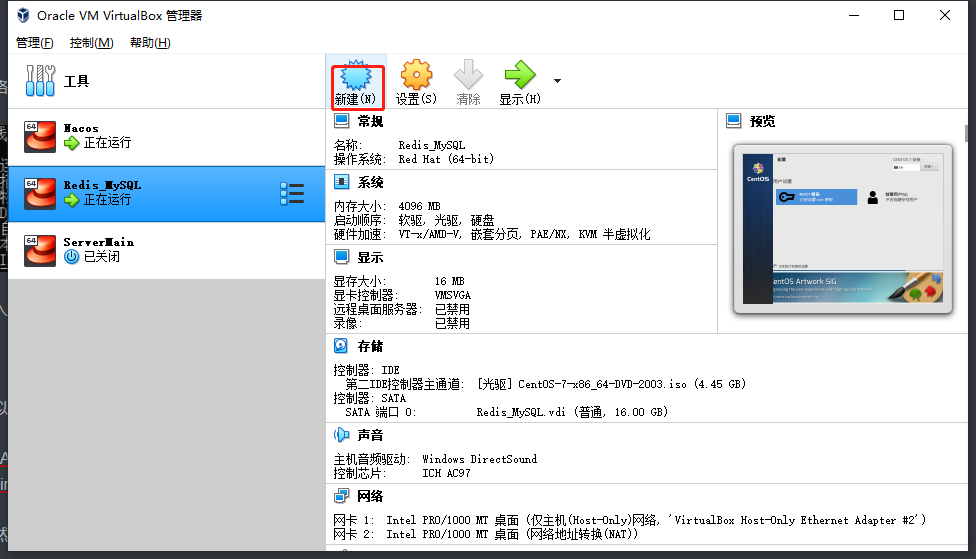 Oracle VM VirtualBox 管理器
管理(F) 控制(M) 帮助(H)
工具
新建(N) 设置(S) 清除 显示(H)
64 Nacos
正在运行
64 Redis_MySQL
正在运行
64 ServerMain
已关闭
常规
名称: Redis_MySQL
操作系统: Red Hat (64-bit)
系统
内存大小: 4096 MB
启动顺序: 软驱, 光驱, 硬盘
硬件加速: VT-x/AMD-V, 嵌套分页, PAE/NX, KVM 半虚拟化
显示
显存大小: 16 MB
显卡控制器: VMSVGA
远程桌面服务器: 已禁用
录像: 已禁用
预览
CentOS
用户设置
entOS Artwork SIG
存储
控制器: IDE
第二IDE控制器主通道: [光驱] CentOS-7-x86_64-DVD-2003.iso (4.45 GB)
控制器: SATA
SATA 端口 0: Redis_MySQL.vdi (普通, 16.00 GB)
声音
主机音频驱动: Windows DirectSound
控制芯片: ICH AC97
网络
网卡 1: Intel PRO/1000 MT 桌面 (仅主机(Host-Only)网络, 'VirtualBox Host-Only Ethernet Adapter #2')
网卡 2: Intel PRO/1000 MT 桌面 (网络地址转换(NAT))